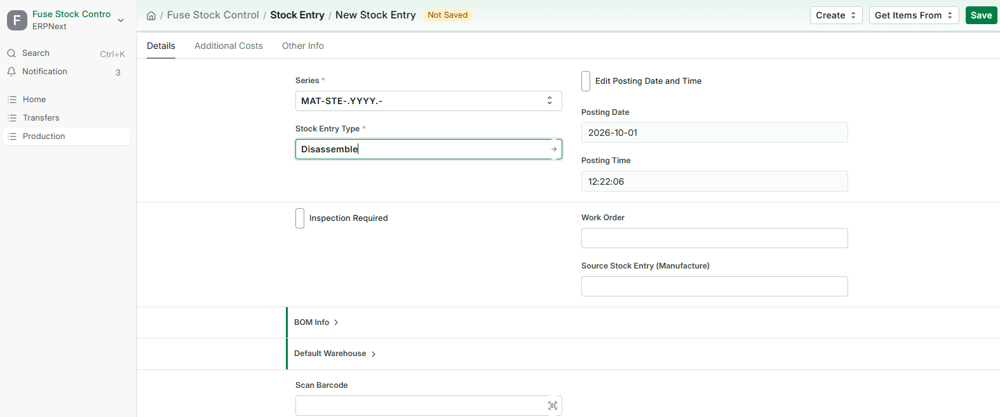 F
Fuse Stock Contro
ERPNext
Search Ctrl+K
Notification 3
Home
Transfers
Production
/ Fuse Stock Control / Stock Entry / New Stock Entry Not Saved
Create Get Items From Save
Details Additional Costs Other Info
Series *
MAT-STE-.YYYY.-
Stock Entry Type *
Disassemble
Edit Posting Date and Time
Posting Date
2026-10-01
Posting Time
12:22:06
Inspection Required
Work Order
Source Stock Entry (Manufacture)
BOM Info
Default Warehouse
Scan Barcode